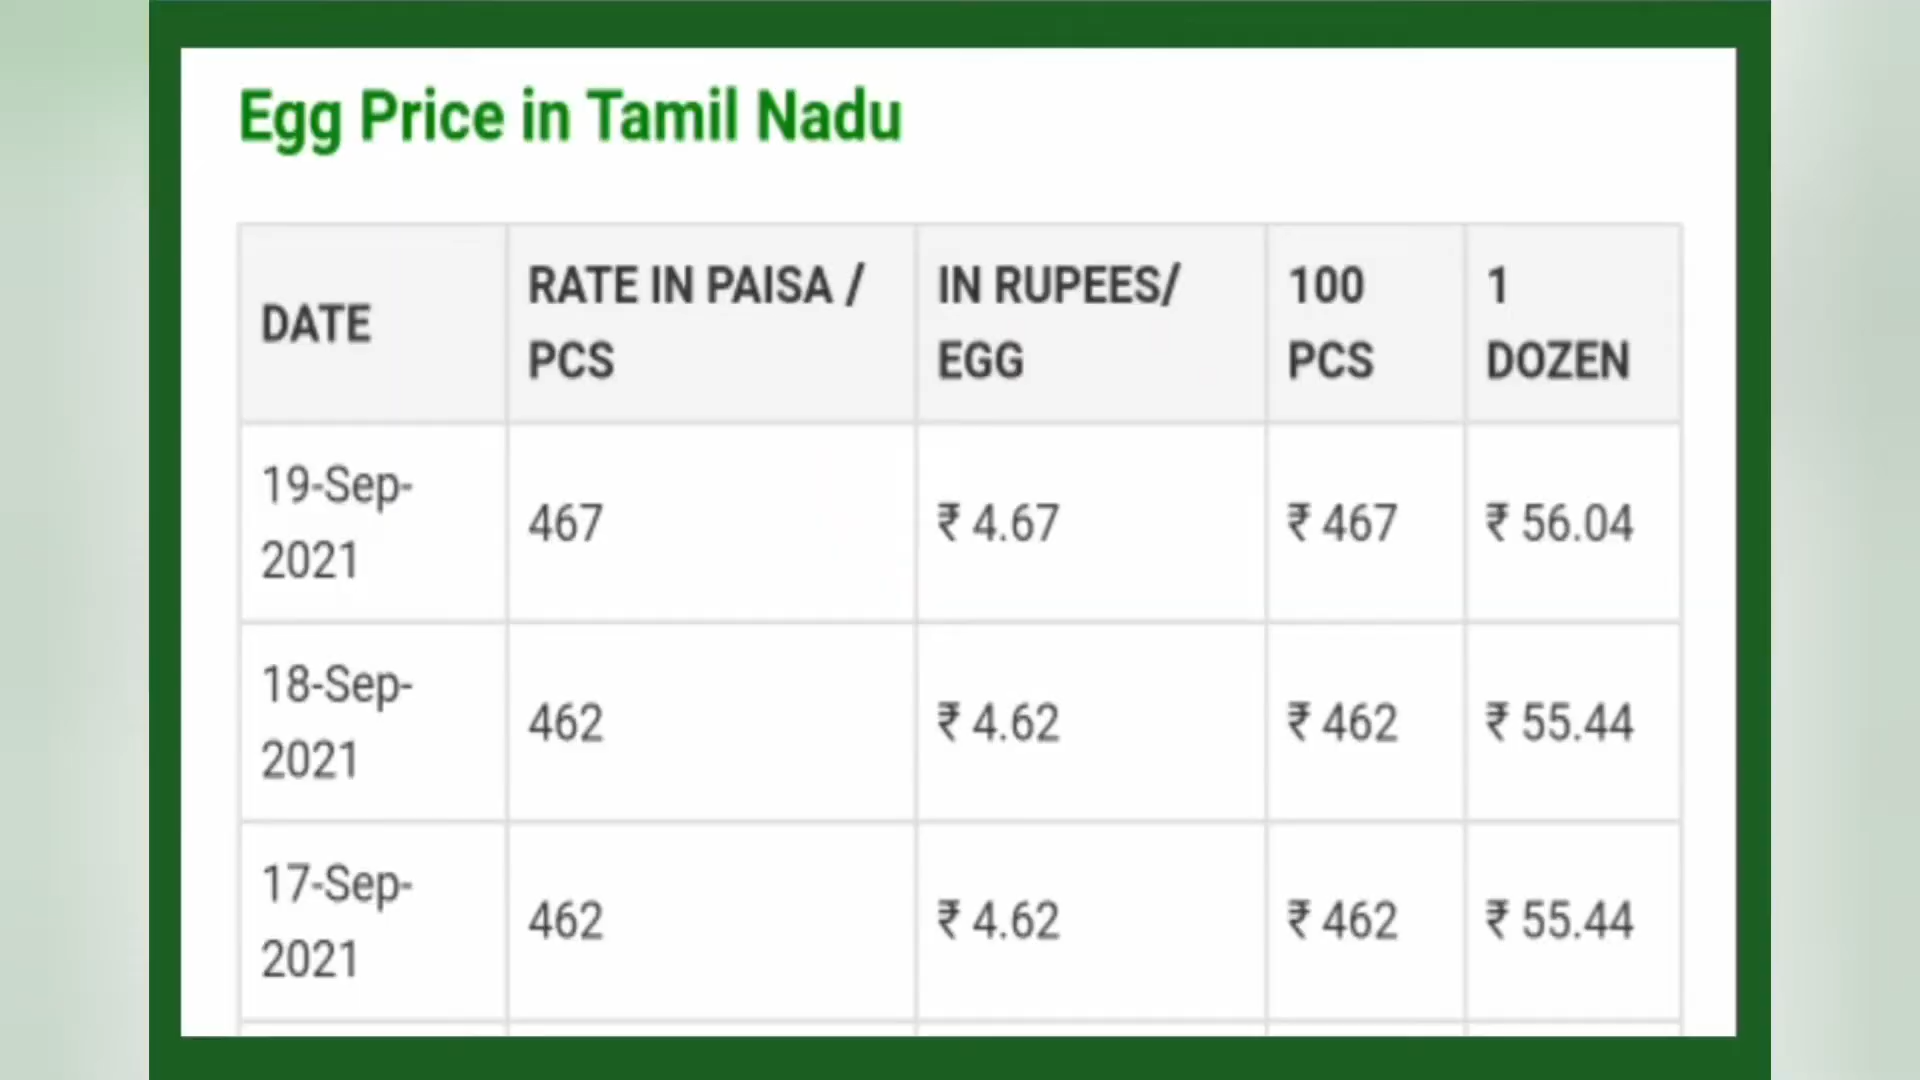 Egg Price in Tamil Nadu
DATE
RATE IN PAISA /
PCS
IN RUPEES/
EGG
100
PCS
1
DOZEN
19-Sep-
2021
467
₹ 4.67
₹ 467
₹ 56.04
18-Sep-
2021
462
₹ 4.62
₹ 462
₹ 55.44
17-Sep-
2021
462
₹ 4.62
₹ 462
₹ 55.44